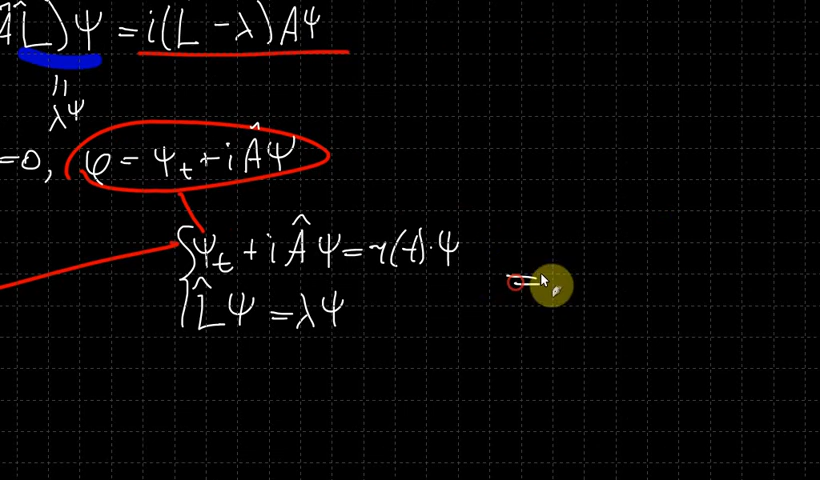 ÂL̂)Ψ = i(L - λ)AΨ
||
λΨ
=0, φ = Ψ_t + iÂΨ
{Ψ_t + iÂΨ = γ(t)·Ψ
L̂Ψ = λΨ